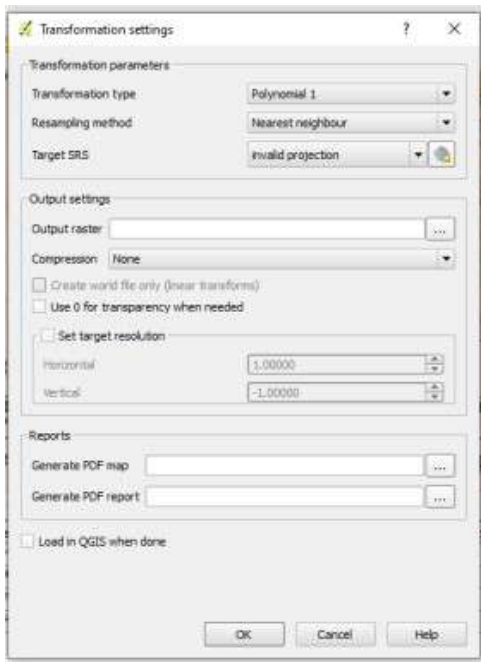 Transformation settings
?
Transformation parameters
Transformation type Polynomial 1
Resampling method Nearest neighbour
Target SRS invalid projection
Output settings
Output raster ...
Compression None
Create world file only (linear transforms)
Use 0 for transparency when needed
Set target resolution
Horizontal 1.00000
Vertical -1.00000
Reports
Generate PDF map ...
Generate PDF report ...
Load in QGIS when done
OK Cancel Help